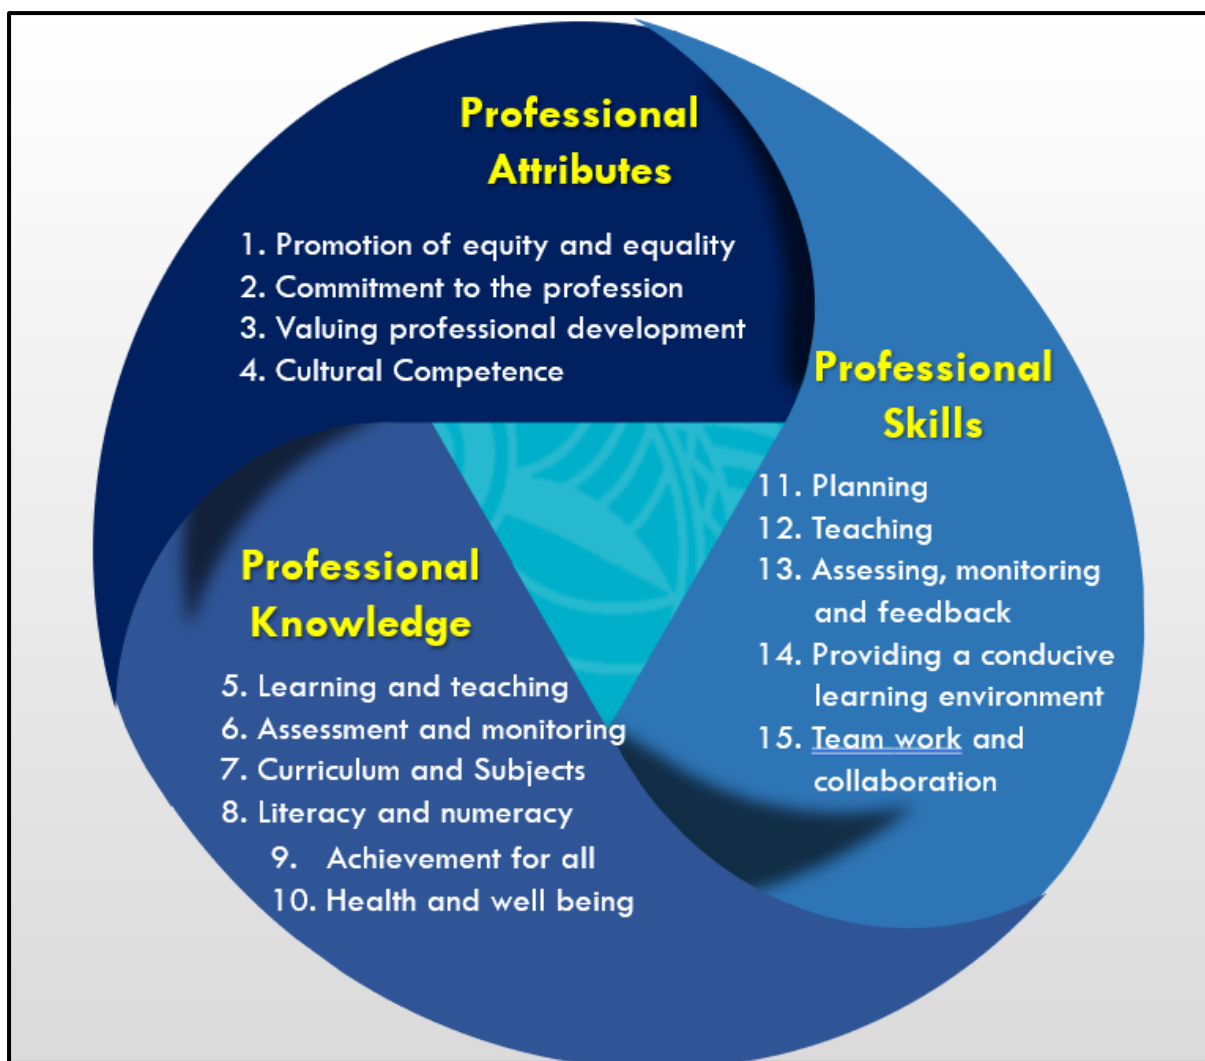 Professional
Attributes
1. Promotion of equity and equality
2. Commitment to the profession
3. Valuing professional development
4. Cultural Competence
Professional
Knowledge
5. Learning and teaching
6. Assessment and monitoring
7. Curriculum and Subjects
8. Literacy and numeracy
9. Achievement for all
10. Health and well being
Professional
Skills
11. Planning
12. Teaching
13. Assessing, monitoring
and feedback
14. Providing a conducive
learning environment
15. Team work and
collaboration